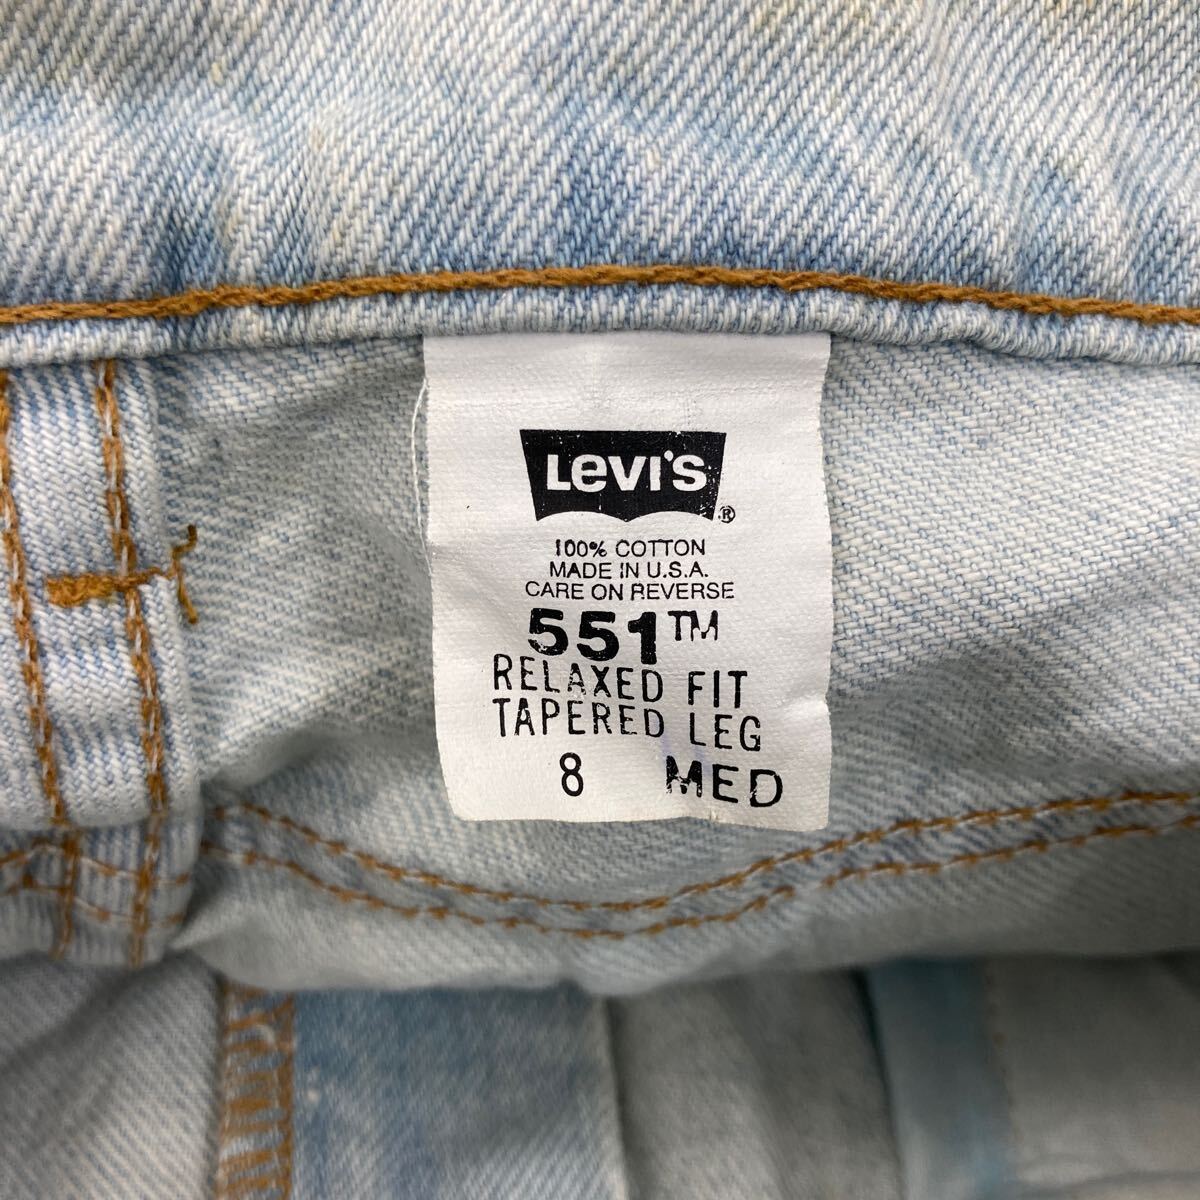 Levi's ®
100% COTTON
MADE IN U.S.A.
CARE ON REVERSE
551™
RELAXED FIT
TAPERED LEG
8 MED